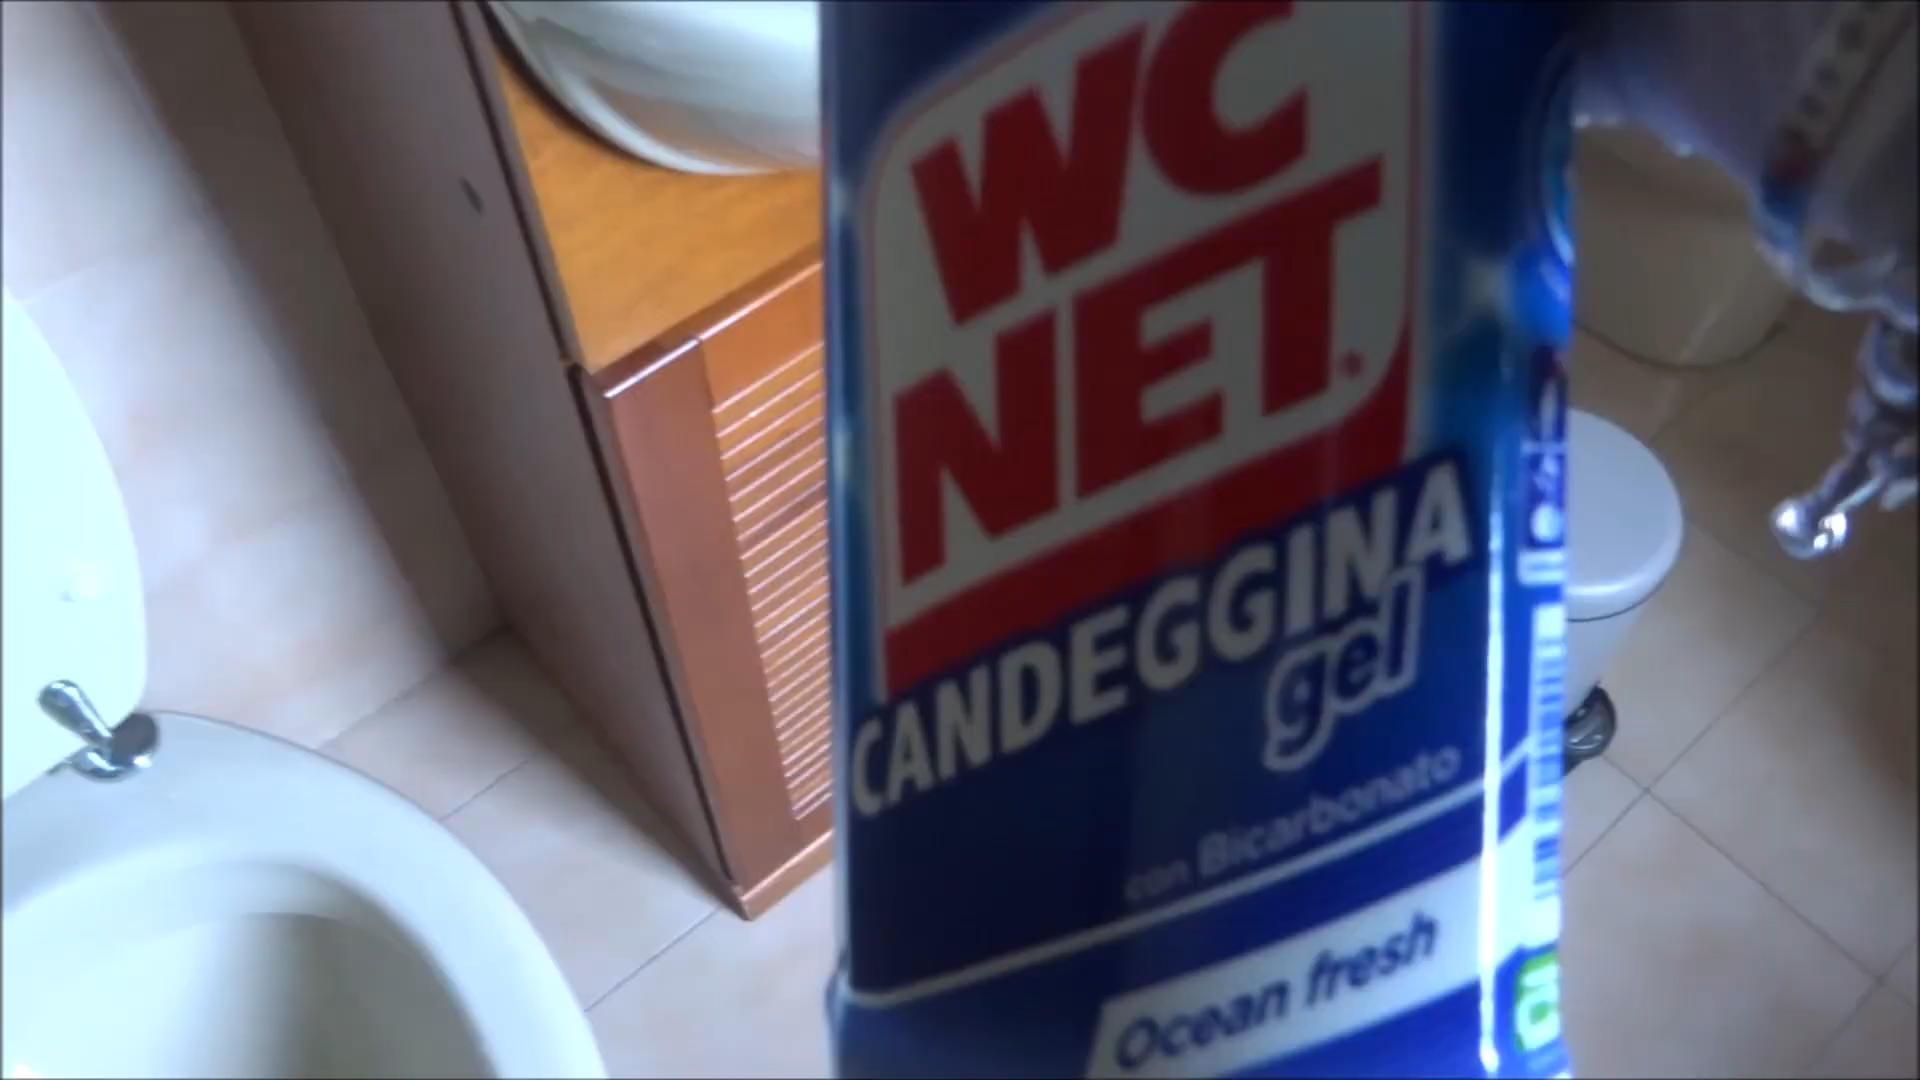 WC
NET
CANDEGGINA
gel
con Bicarbonato
Ocean fresh